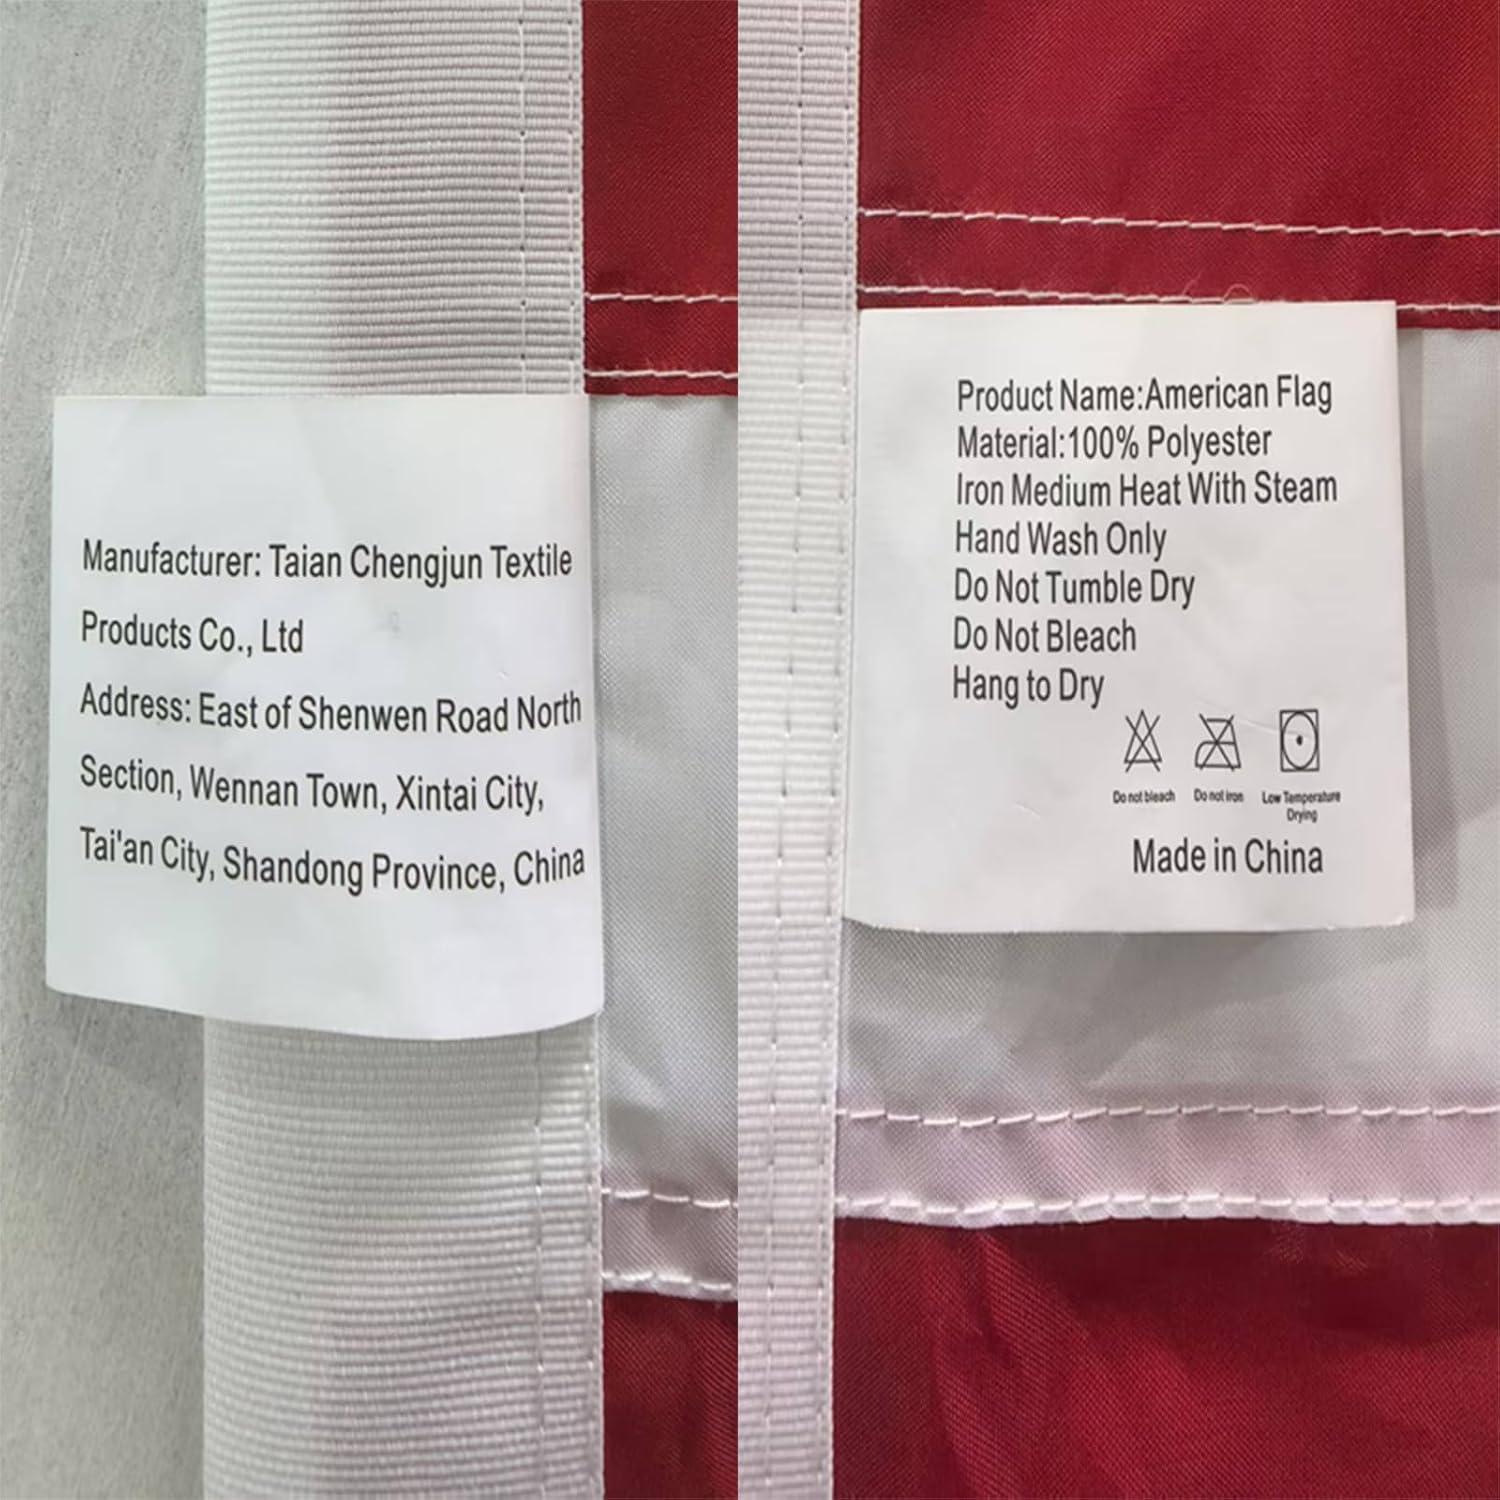 Manufacturer: Taian Chengjun Textile
Products Co., Ltd
Address: East of Shenwen Road North
Section, Wennan Town, Xintai City,
Tai'an City, Shandong Province, China
Product Name:American Flag
Material:100% Polyester
Iron Medium Heat With Steam
Hand Wash Only
Do Not Tumble Dry
Do Not Bleach
Hang to Dry
Do not bleach
Do not iron
Low Temperature
Drying
Made in China